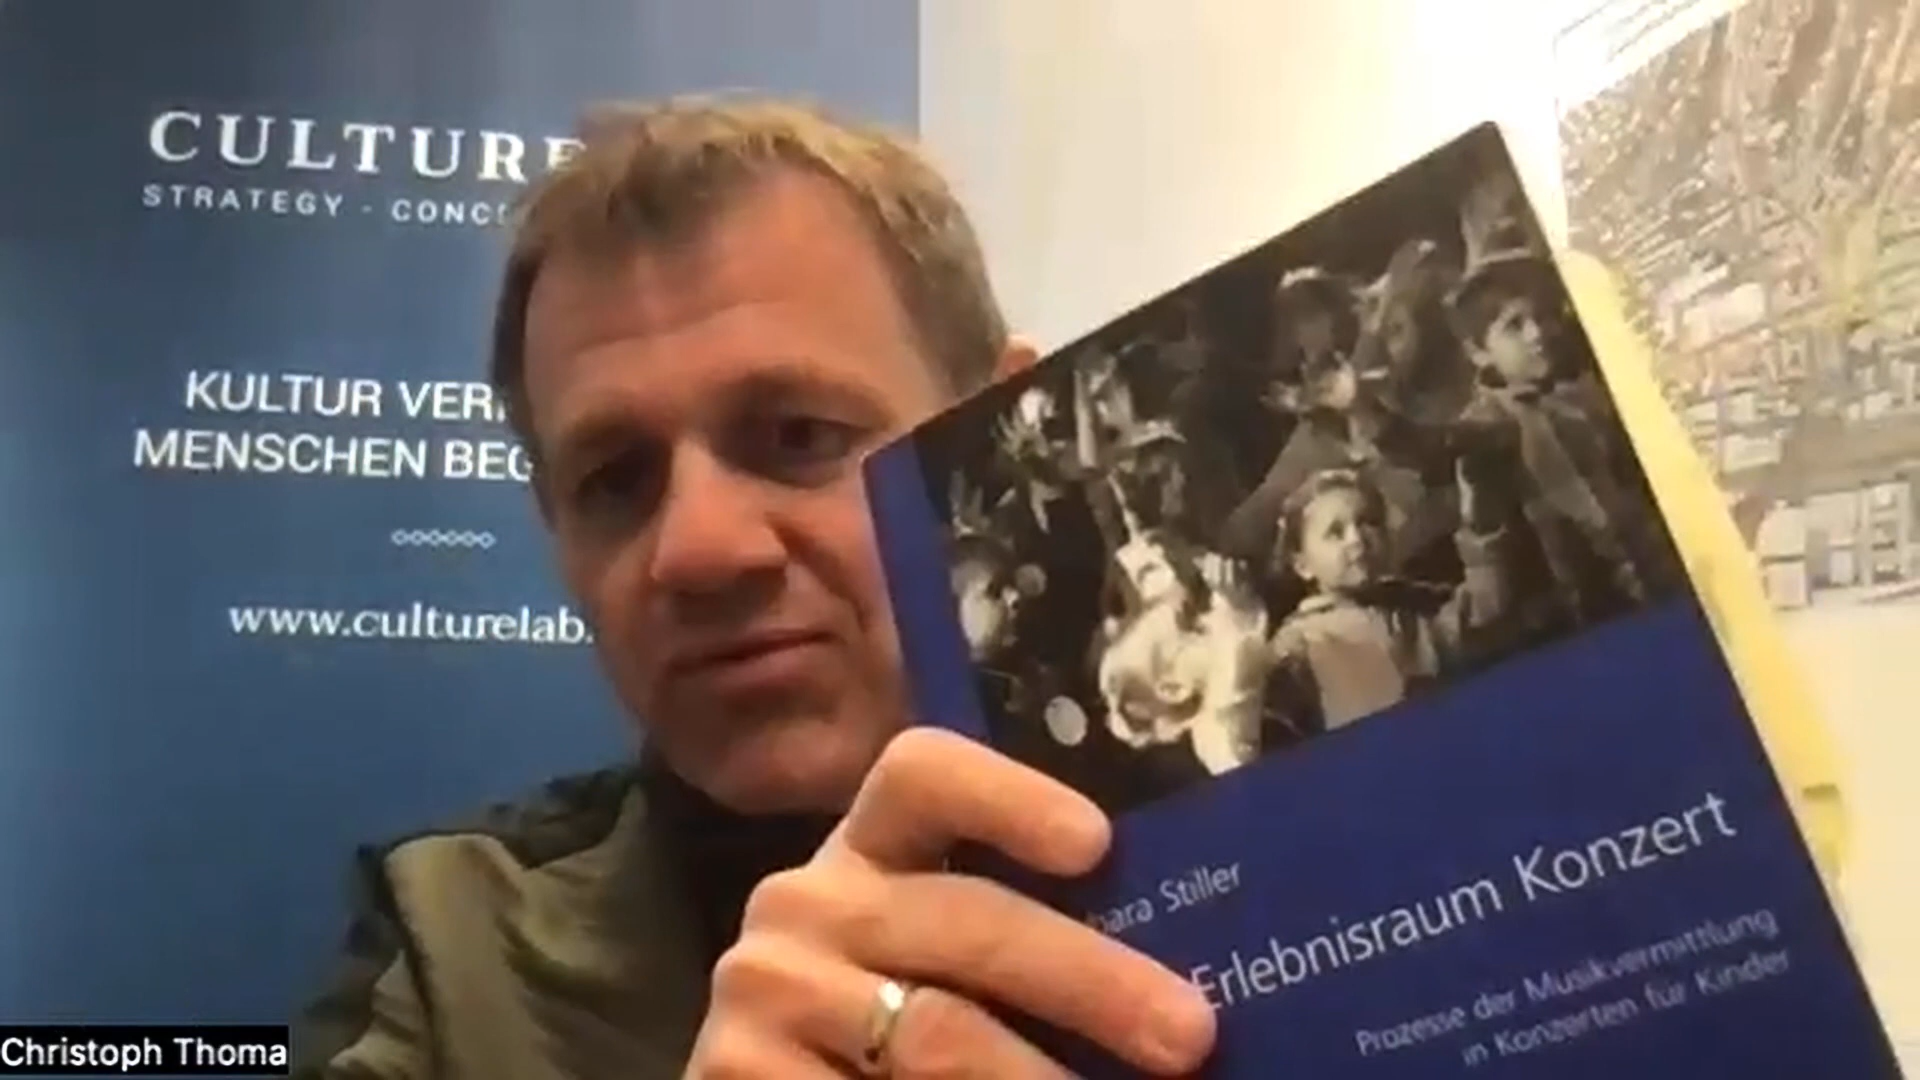 CULTURE
STRATEGY - CONC
KULTUR VER
MENSCHEN BEG
www.culturelab.
bara Stiller
Erlebnisraum Konzert
Prozesse der Musikvermittlung
in Konzerten für Kinder
Christoph Thoma